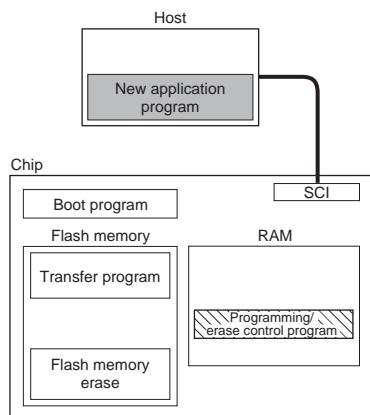 Host
New application
program
Chip
SCI
Boot program
Flash memory
RAM
Transfer program
Programming/
erase control program
Flash memory
erase